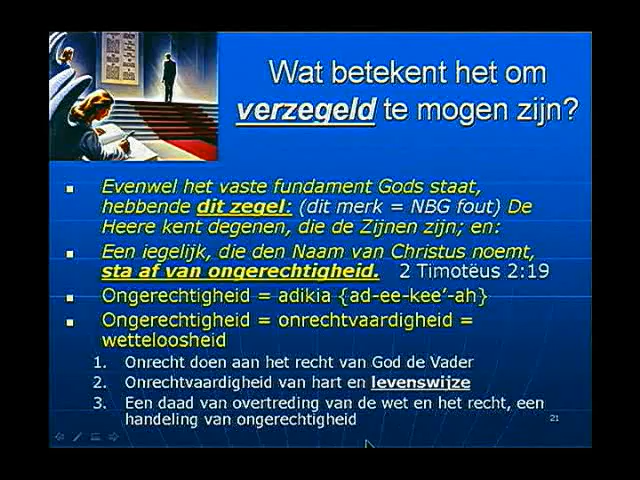 Wat betekent het om
verzegeld te mogen zijn?
Evenwel het vaste fundament Gods staat,
hebbende dit zegel: (dit merk = NBG fout) De
Heere kent degenen, die de Zijnen zijn; en:
Een iegelijk, die den Naam van Christus noemt,
sta af van ongerechtigheid. 2 Timotëus 2:19
Ongerechtigheid = adikia {ad-ee-kee’-ah}
Ongerechtigheid = onrechtvaardigheid =
wetteloosheid
1. Onrecht doen aan het recht van God de Vader
2. Onrechtvaardigheid van hart en levenswijze
3. Een daad van overtreding van de wet en het recht, een
handeling van ongerechtigheid
21